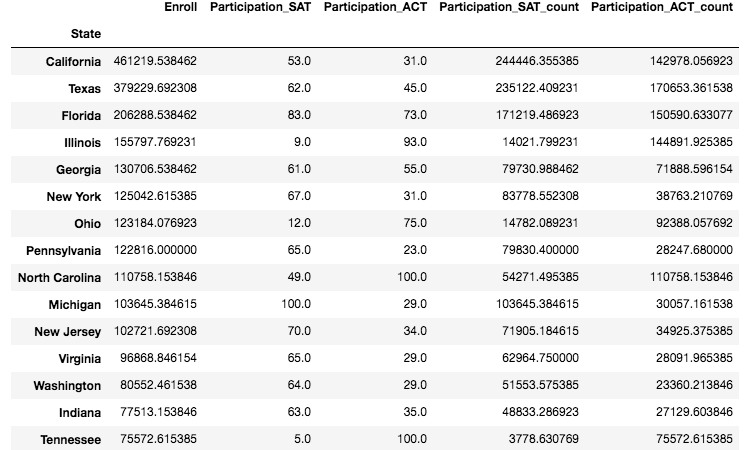 Enroll Participation_SAT Participation_ACT Participation_SAT_count Participation_ACT_count
State
California 461219.538462 53.0 31.0 244446.355385 142978.056923
Texas 379229.692308 62.0 45.0 235122.409231 170653.361538
Florida 206288.538462 83.0 73.0 171219.486923 150590.633077
Illinois 155797.769231 9.0 93.0 14021.799231 144891.925385
Georgia 130706.538462 61.0 55.0 79730.988462 71888.596154
New York 125042.615385 67.0 31.0 83778.552308 38763.210769
Ohio 123184.076923 12.0 75.0 14782.089231 92388.057692
Pennsylvania 122816.000000 65.0 23.0 79830.400000 28247.680000
North Carolina 110758.153846 49.0 100.0 54271.495385 110758.153846
Michigan 103645.384615 100.0 29.0 103645.384615 30057.161538
New Jersey 102721.692308 70.0 34.0 71905.184615 34925.375385
Virginia 96868.846154 65.0 29.0 62964.750000 28091.965385
Washington 80552.461538 64.0 29.0 51553.575385 23360.213846
Indiana 77513.153846 63.0 35.0 48833.286923 27129.603846
Tennessee 75572.615385 5.0 100.0 3778.630769 75572.615385